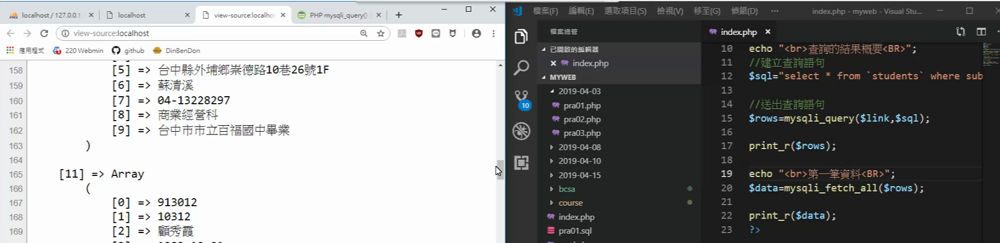 localhost / 127.0.0.1
localhost
view-source:localhos
PHP mysqli_query()
view-source:localhost
應用程式
220 Webmin
github
DinBenDon
158 [5] => 台中縣外埔鄉崇德路10巷26號1F
159 [6] => 蘇清溪
160 [7] => 04-13228297
161 [8] => 商業經營科
162 [9] => 台中市市立百福國中畢業
163 )
164
165 [11] => Array
166 (
167 [0] => 913012
168 [1] => 10312
169 [2] => 顧秀霞
檔案(F) 編輯(E) 選取項目(S) 檢視(V) 移至(G) 偵錯(D) ···
index.php - myweb - Visual Stu...
檔案總管
已開啟的編輯器
index.php
MYWEB
2019-04-03
pra01.php
pra02.php
pra03.php
2019-04-08
2019-04-10
2019-04-15
bcsa
course
index.php
pra01.sql
10
index.php
10 echo "<br>查詢的結果概要<BR>";
11 //建立查詢語句
12 $sql="select * from `students` where sub
13
14 //送出查詢語句
15 $rows=mysqli_query($link,$sql);
16
17 print_r($rows);
18
19 echo "<br>第一筆資料<BR>";
20 $data=mysqli_fetch_all($rows);
21
22 print_r($data);
23 ?>